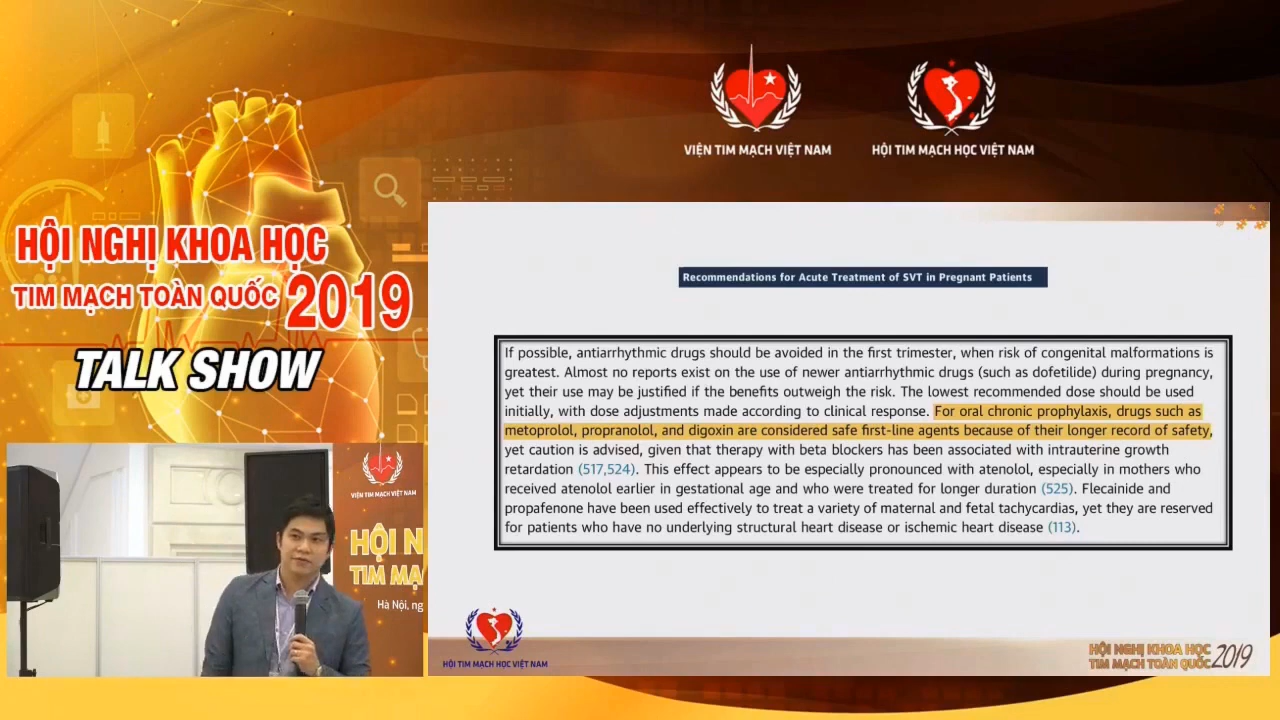 VIỆN TIM MẠCH VIỆT NAM
HỘI TIM MẠCH HỌC VIỆT NAM
HỘI NGHỊ KHOA HỌC
TIM MẠCH TOÀN QUỐC 2019
TALK SHOW
Recommendations for Acute Treatment of SVT in Pregnant Patients
If possible, antiarrhythmic drugs should be avoided in the first trimester, when risk of congenital malformations is
greatest. Almost no reports exist on the use of newer antiarrhythmic drugs (such as dofetilide) during pregnancy,
yet their use may be justified if the benefits outweigh the risk. The lowest recommended dose should be used
initially, with dose adjustments made according to clinical response. For oral chronic prophylaxis, drugs such as
metoprolol, propranolol, and digoxin are considered safe first-line agents because of their longer record of safety,
yet caution is advised, given that therapy with beta blockers has been associated with intrauterine growth
retardation (517,524). This effect appears to be especially pronounced with atenolol, especially in mothers who
received atenolol earlier in gestational age and who were treated for longer duration (525). Flecainide and
propafenone have been used effectively to treat a variety of maternal and fetal tachycardias, yet they are reserved
for patients who have no underlying structural heart disease or ischemic heart disease (113).
VIỆN TIM MẠCH VIỆT NAM
HỘI N
TIM MẠ
Hà Nội, ng
HỘI TIM MẠCH HỌC VIỆT NAM
HỘI NGHỊ KHOA HỌC
TIM MẠCH TOÀN QUỐC 2019